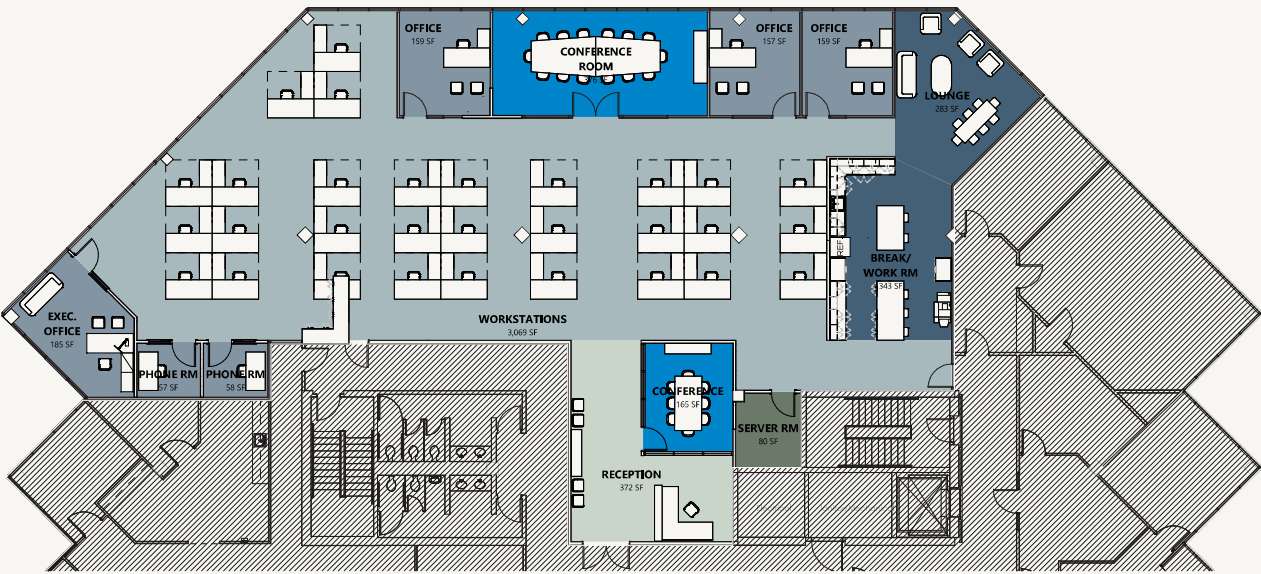 OFFICE
159 SF
CONFERENCE
ROOM
OFFICE
157 SF
OFFICE
159 SF
LOUNGE
283 SF
REF
BREAK/
WORK RM
343 SF
EXEC.
OFFICE
185 SF
WORKSTATIONS
3,069 SF
PHONE RM
57 SF
PHONE RM
58 SF
CONFERENCE
165 SF
SERVER RM
80 SF
RECEPTION
372 SF